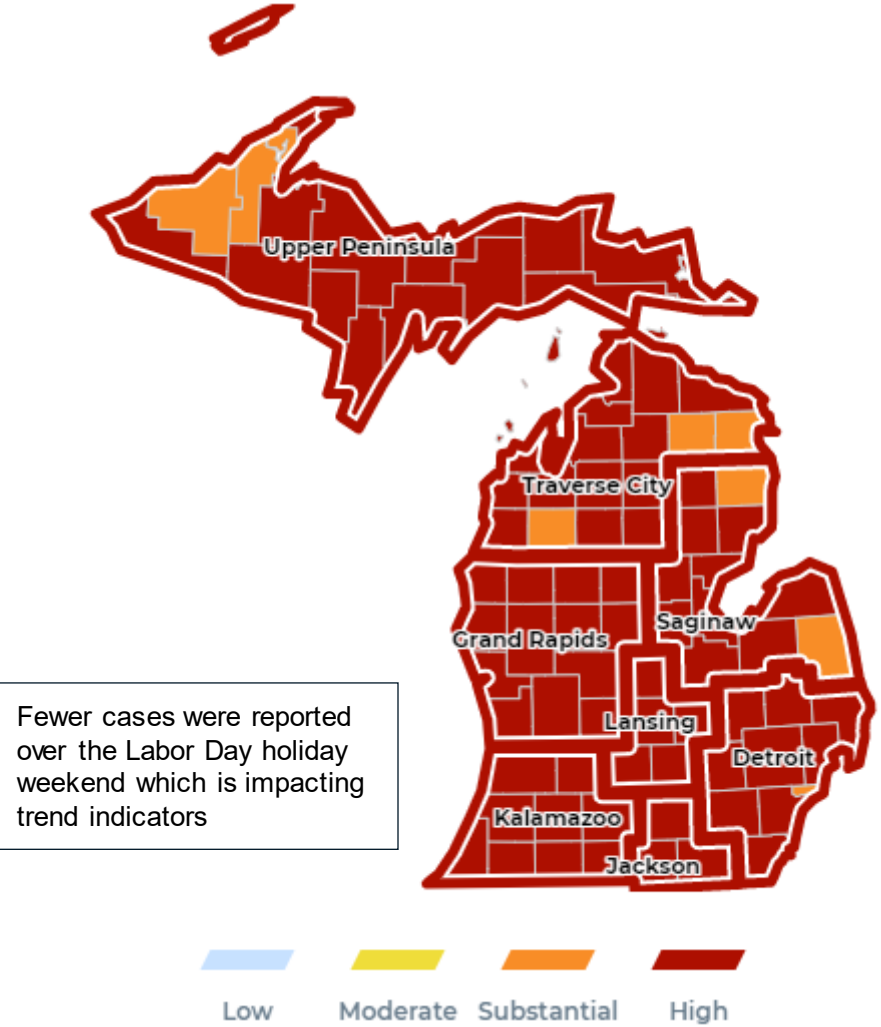 Upper Peninsula
Traverse City
Saginaw
Grand Rapids
Lansing
Detroit
Kalamazoo
Jackson
Fewer cases were reported
over the Labor Day holiday
weekend which is impacting
trend indicators
Low
Moderate
Substantial
High